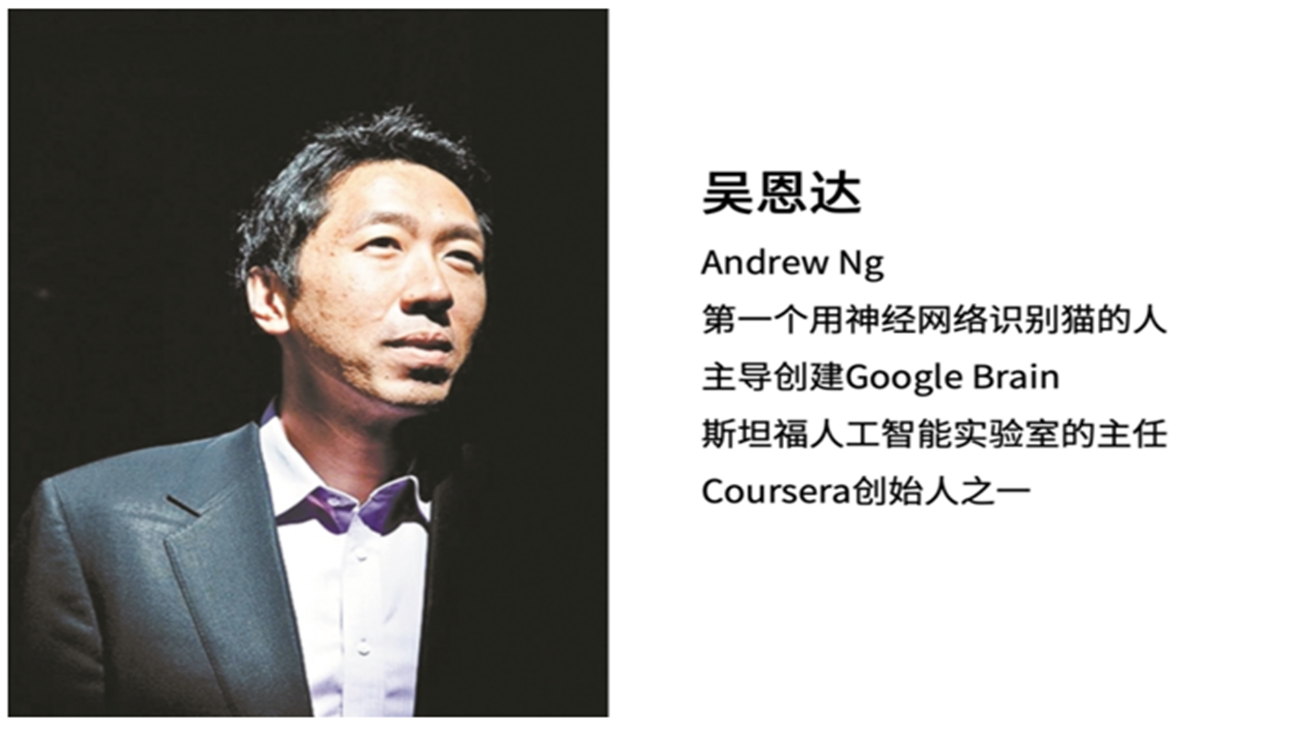 吴恩达
Andrew Ng
第一个用神经网络识别猫的人
主导创建Google Brain
斯坦福人工智能实验室的主任
Coursera创始人之一